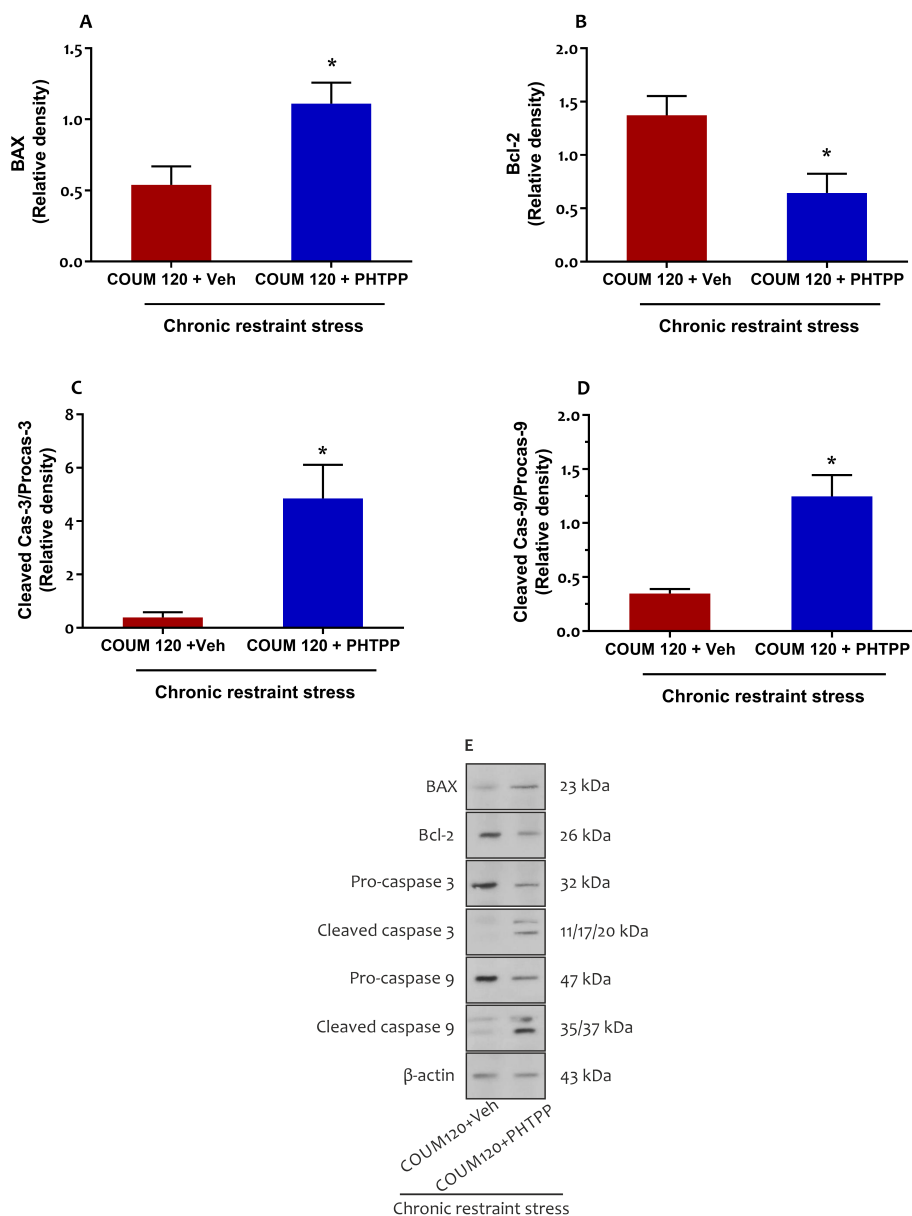 A
BAX
(Relative density)
1.5
1.0
0.5
0.0
*
COUM 120 + Veh
COUM 120 + PHTPP
Chronic restraint stress
B
Bcl-2
(Relative density)
2.0
1.5
1.0
0.5
0.0
*
COUM 120 + Veh
COUM 120 + PHTPP
Chronic restraint stress
C
Cleaved Cas-3/Procas-3
(Relative density)
8
6
4
2
0
*
COUM 120 +Veh
COUM 120 + PHTPP
Chronic restraint stress
D
Cleaved Cas-9/Procas-9
(Relative density)
2.0
1.5
1.0
0.5
0.0
*
COUM 120 + Veh
COUM 120 + PHTPP
Chronic restraint stress
E
BAX 23 kDa
Bcl-2 26 kDa
Pro-caspase 3 32 kDa
Cleaved caspase 3 11/17/20 kDa
Pro-caspase 9 47 kDa
Cleaved caspase 9 35/37 kDa
β-actin 43 kDa
COUM120+Veh
COUM120+PHTPP
Chronic restraint stress